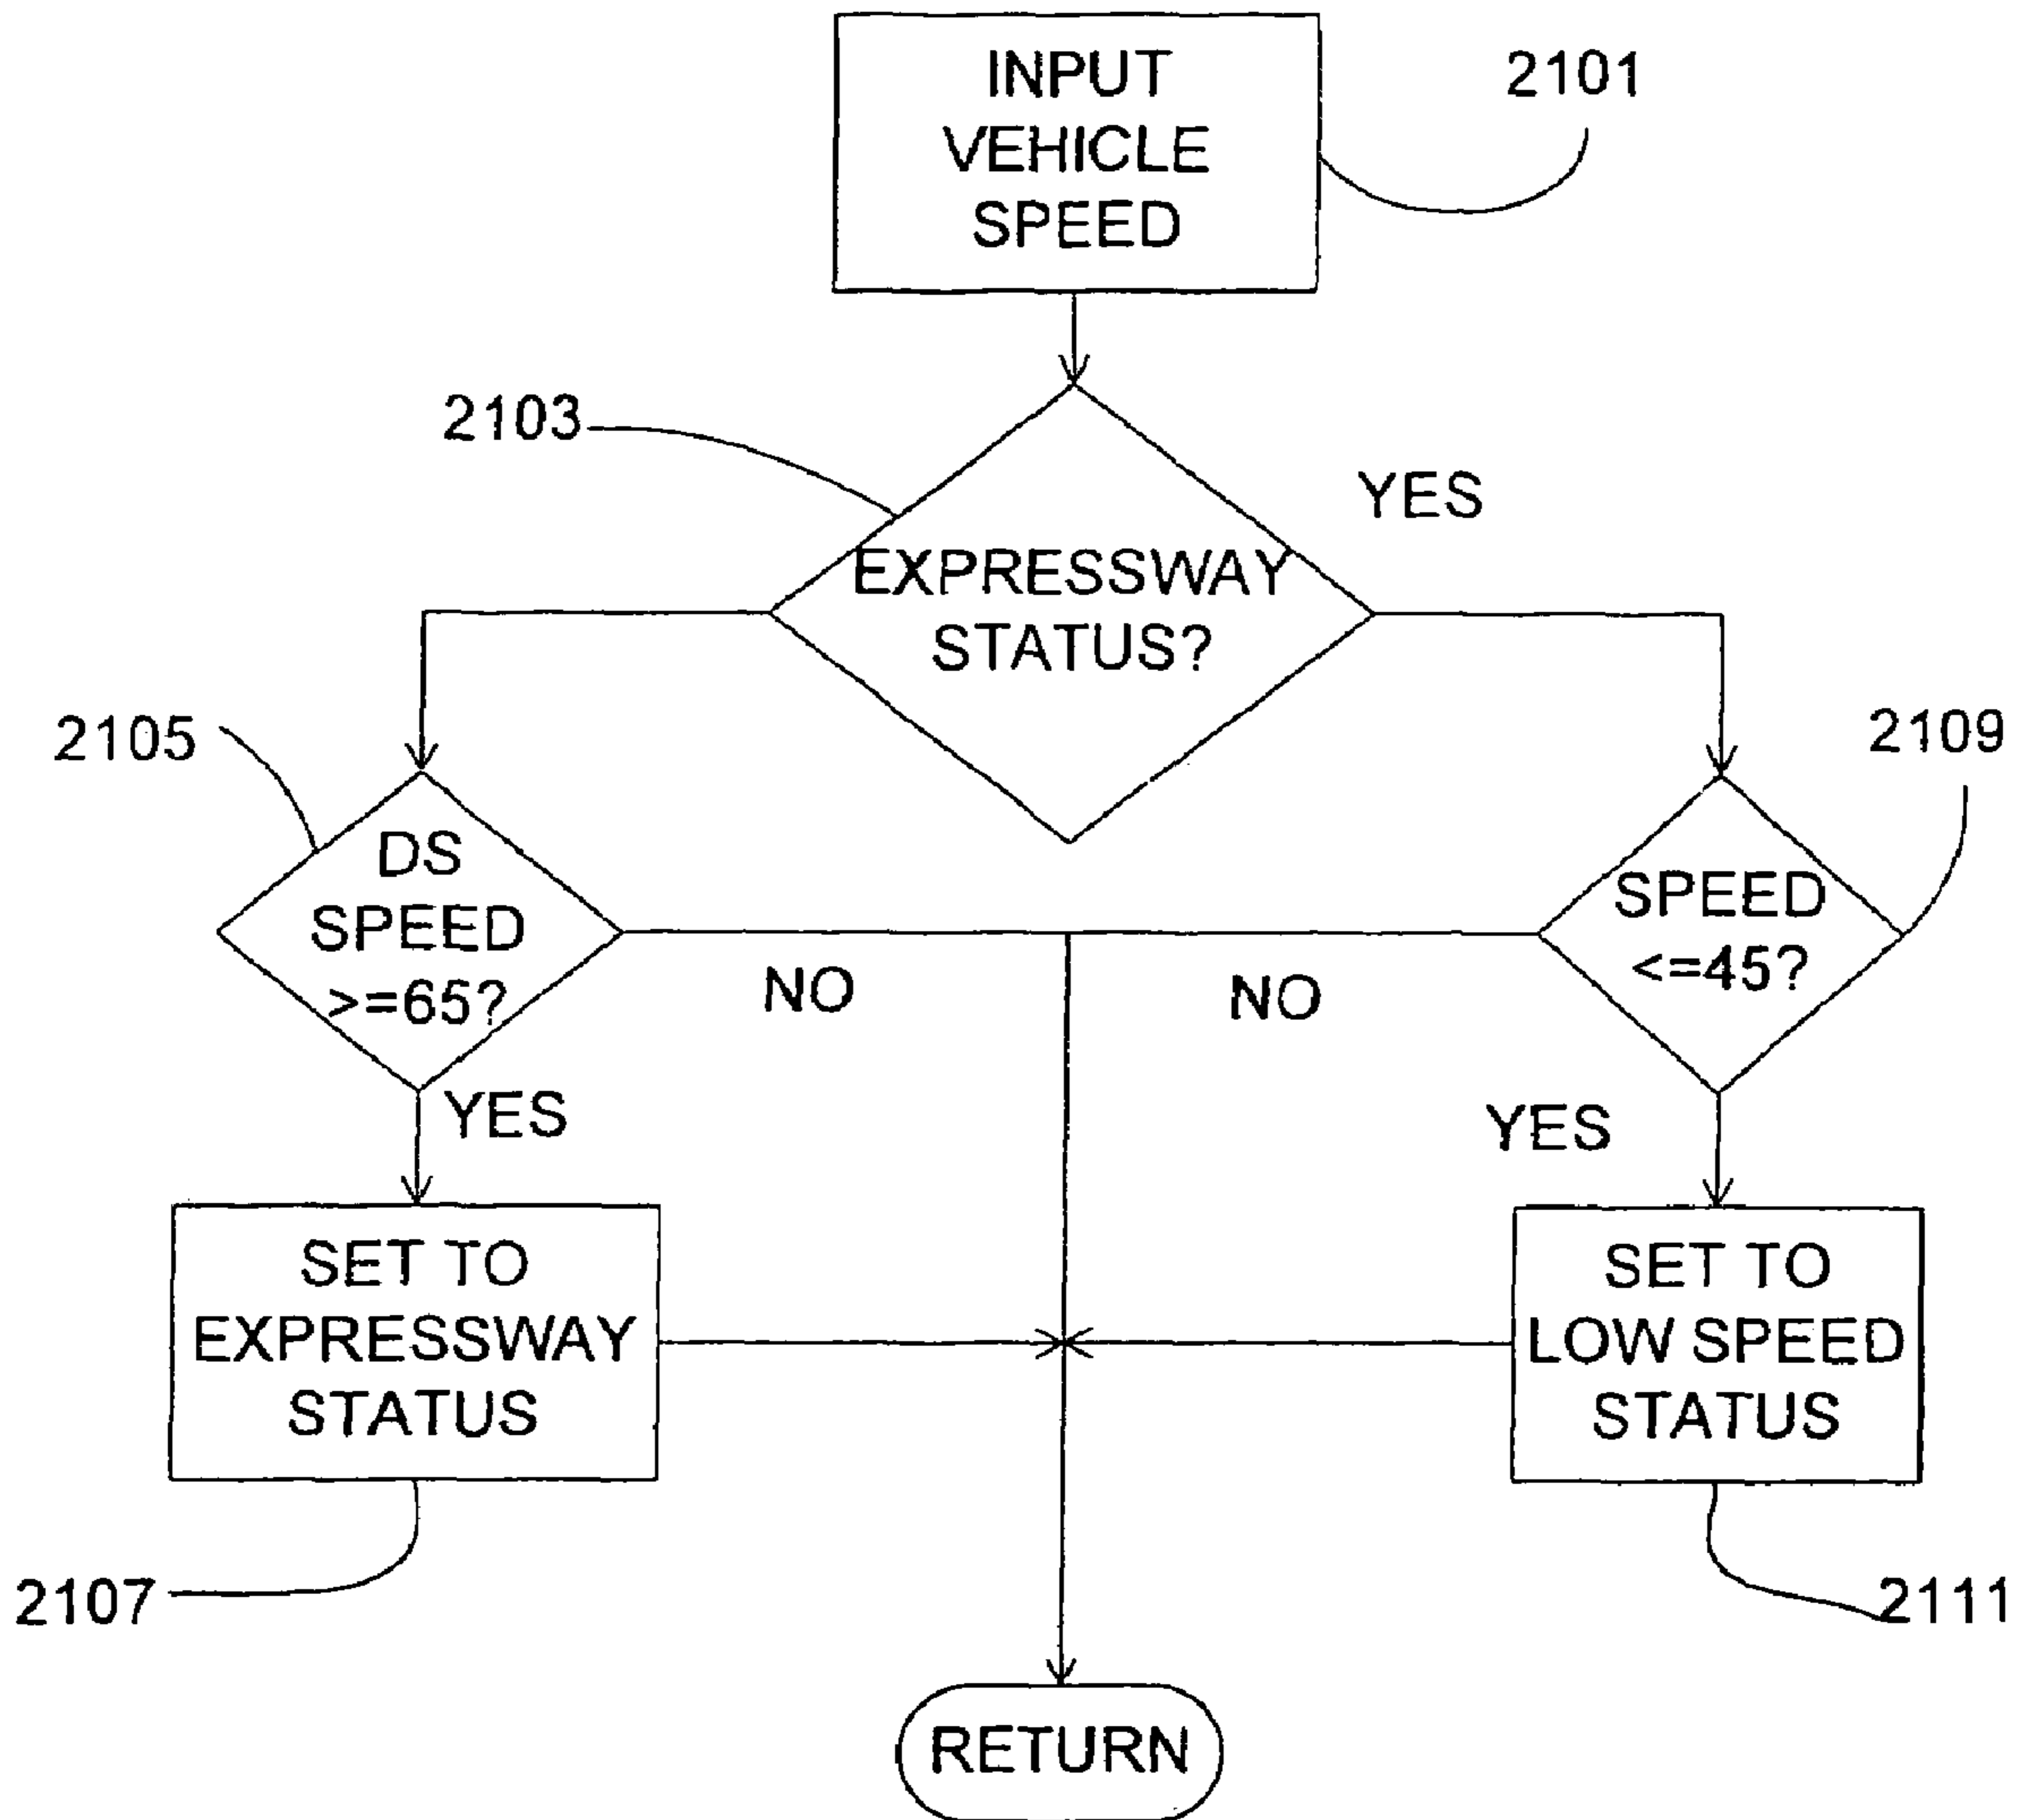 INPUT
VEHICLE
SPEED
2101
2103
YES
EXPRESSWAY
STATUS?
2105
2109
DS
SPEED
>=65?
SPEED
<=45?
NO
NO
YES
YES
SET TO
EXPRESSWAY
STATUS
SET TO
LOW SPEED
STATUS
2107
2111
RETURN